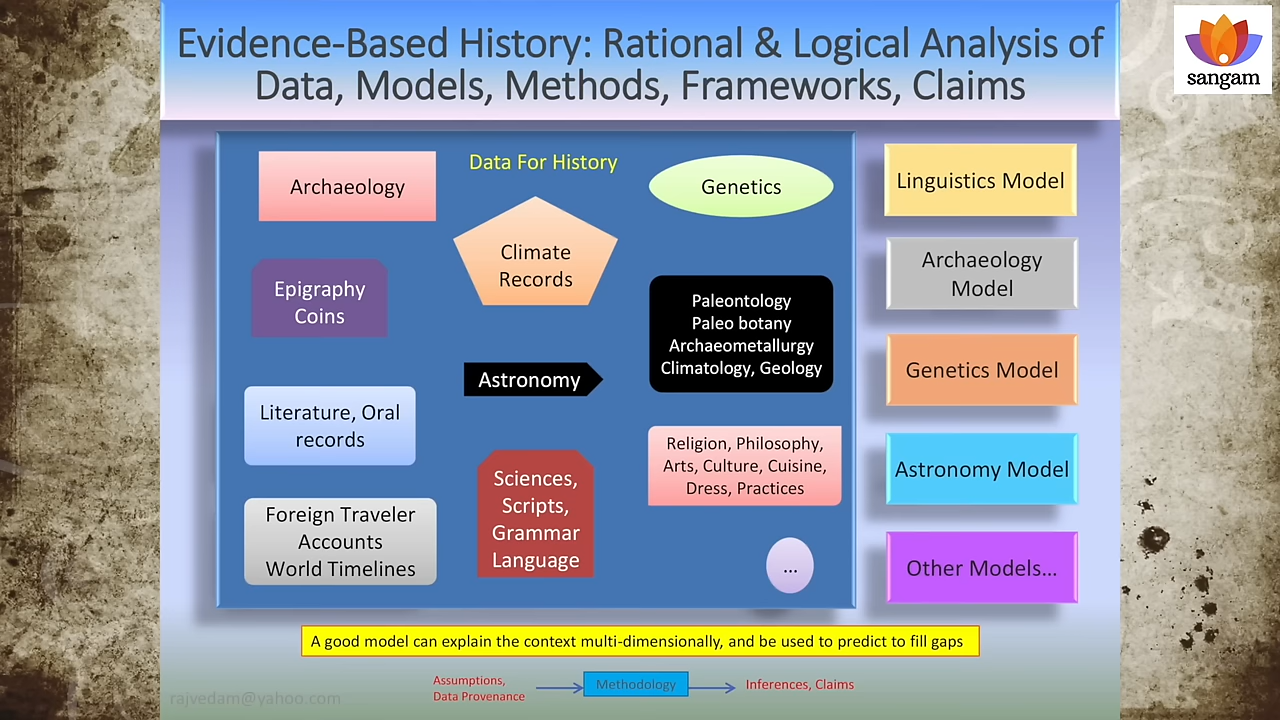 Evidence-Based History: Rational & Logical Analysis of
Data, Models, Methods, Frameworks, Claims
sangam
Data For History
Archaeology
Genetics
Climate
Records
Epigraphy
Coins
Paleontology
Paleo botany
Archaeometallurgy
Climatology, Geology
Astronomy
Literature, Oral
records
Religion, Philosophy,
Arts, Culture, Cuisine,
Dress, Practices
Sciences,
Scripts,
Grammar
Language
Foreign Traveler
Accounts
World Timelines
...
Linguistics Model
Archaeology
Model
Genetics Model
Astronomy Model
Other Models...
A good model can explain the context multi-dimensionally, and be used to predict to fill gaps
Assumptions,
Data Provenance
Methodology
Inferences, Claims
rajvedam@yahoo.com